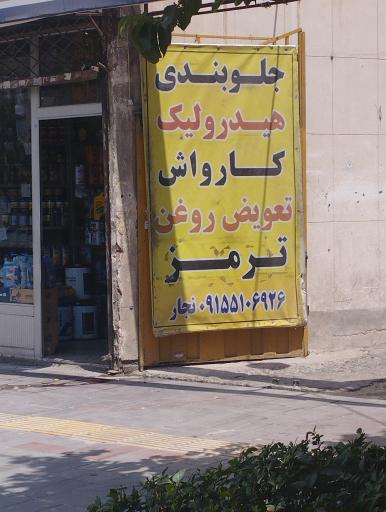 جلوبندی
هیدرولیک
کارواش
تعویض روغن
ترمز
۰۹۱۵۵۱۰۶۹۲۶ نجار